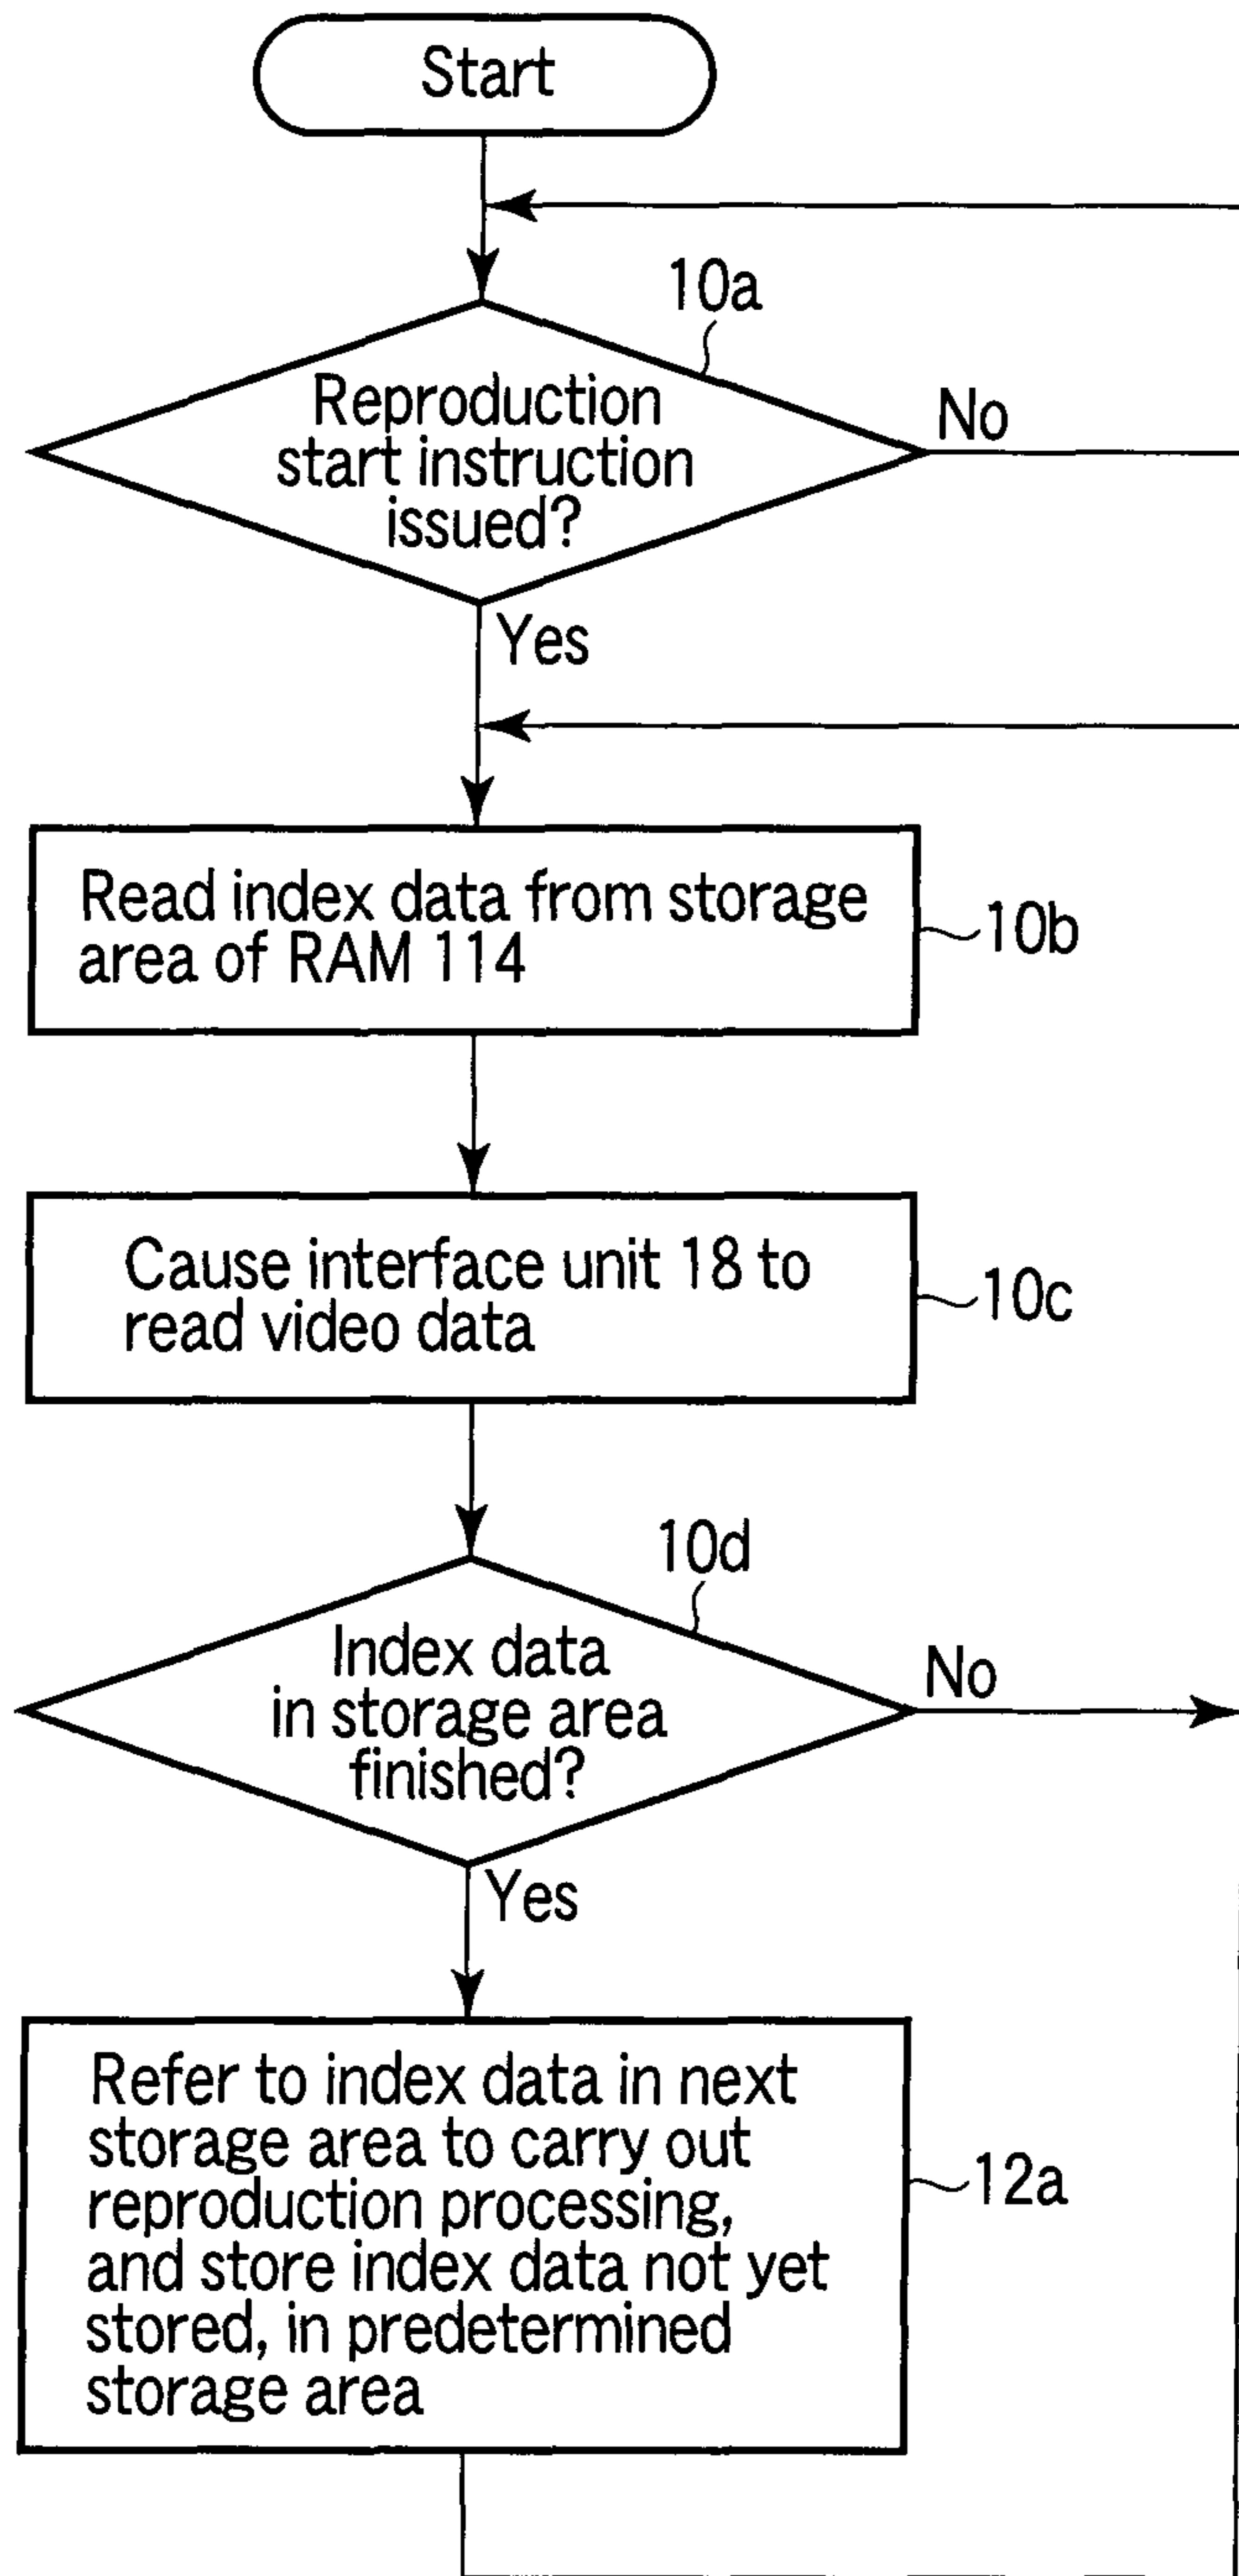 Start
10a
Reproduction
start instruction
issued?
No
Yes
Read index data from storage
area of RAM 114
10b
Cause interface unit 18 to
read video data
10c
10d
Index data
in storage area
finished?
No
Yes
Refer to index data in next
storage area to carry out
reproduction processing,
and store index data not yet
stored, in predetermined
storage area
12a